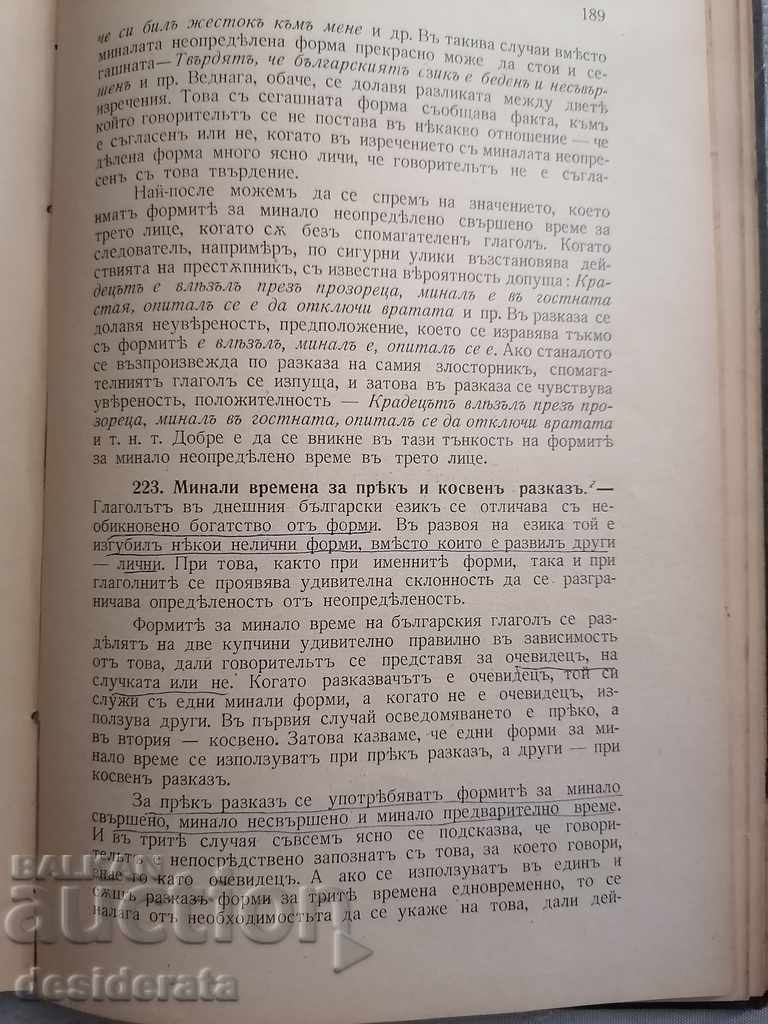 189
че си билъ жестокъ къмъ мене и др. Въ такива случаи вмѣсто
миналата неопредѣлена форма прекрасно може да стои и се-
гашната — Твърдятъ, че българскиятъ езикъ е беденъ и несъвър-
шенъ и пр. Веднага, обаче, се долавя разликата между дветѣ
изречения. Това съ сегашната форма съобщава факта, къмъ
който говорительтъ се не постава въ нѣкакво отношение — че
е съгласенъ или не, когато въ изречението съ миналата неопре-
дѣлена форма много ясно личи, че говорительтъ не е съгла-
сенъ съ това твърдение.
Най-после можемъ да се спремъ на значението, което
иматъ формитѣ за минало неопредѣлено свършено време за
трето лице, когато сѫ безъ спомагателенъ глаголъ. Когато
следователь, напримѣръ, по сигурни улики възстановява дей-
ствията на престѫпникъ, съ известна вѣроятность допуща: Кра-
децътъ е влѣзълъ презъ прозореца, миналъ е въ гостната
стая, опиталъ се е да отключи вратата и пр. Въ разказа се
долавя неувѣреность, предположение, което се изравява тъкмо
съ формитѣ е влѣзълъ, миналъ е, опиталъ се е. Ако станалото
се възпроизвежда по разказа на самия злосторникъ, спомага-
телниятъ глаголъ се изпуща, и затова въ разказа се чувствува
увѣреность, положителность — Крадецътъ влѣзълъ презъ про-
зореца, миналъ въ гостната, опиталъ се да отключи вратата
и т. н. т. Добре е да се вникне въ тази тънкость на формитѣ
за минало неопредѣлено време въ трето лице.
223. Минали времена за прѣкъ и косвенъ разказъ. —
Глаголътъ въ днешния български езикъ се отличава съ не-
обикновено богатство отъ форми. Въ развоя на езика той е
изгубилъ нѣкои нелични форми, вмѣсто които е развилъ други
— лични. При това, както при именнитѣ форми, така и при
глаголнитѣ се проявява удивителна склонность да се разгра-
ничава опредѣленость отъ неопредѣленость.
Формитѣ за минало време на българския глаголъ се раз-
дѣлятъ на две купчини удивително правилно въ зависимость
отъ това, дали говорительтъ се представя за очевидецъ, на
случката или не. Когато разказвачътъ е очевидецъ, той си
служи съ едни минали форми, а когато не е очевидецъ, из-
ползува други. Въ първия случай осведомяването е прѣко, а
въ втория — косвено. Затова казваме, че едни форми за ми-
нало време се използуватъ при прѣкъ разказъ, а други — при
косвенъ разказъ.
За прѣкъ разказъ се употрѣбяватъ формитѣ за минало
свършено, минало несвършено и минало предварително време.
И въ тритѣ случая съвсемъ ясно се подсказва, че говори-
тельтъ е непосрѣдствено запознатъ съ това, за което говори,
знае го като очевидецъ. А ако се използуватъ въ единъ и
сѫщъ разказъ форми за тритѣ времена едновременно, то се
налага отъ необходимостьта да се укаже на това, дали дей-
BALKAN
auction
desiderata